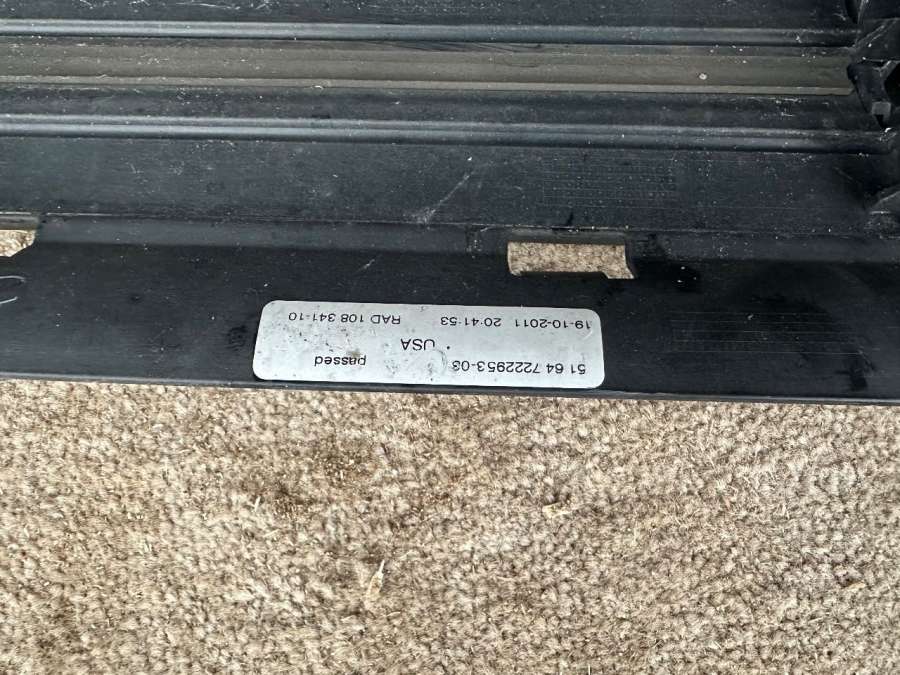 51 64 7222953-03 passed
USA
19-10-2011 20:41:53 RAD 108 341-10